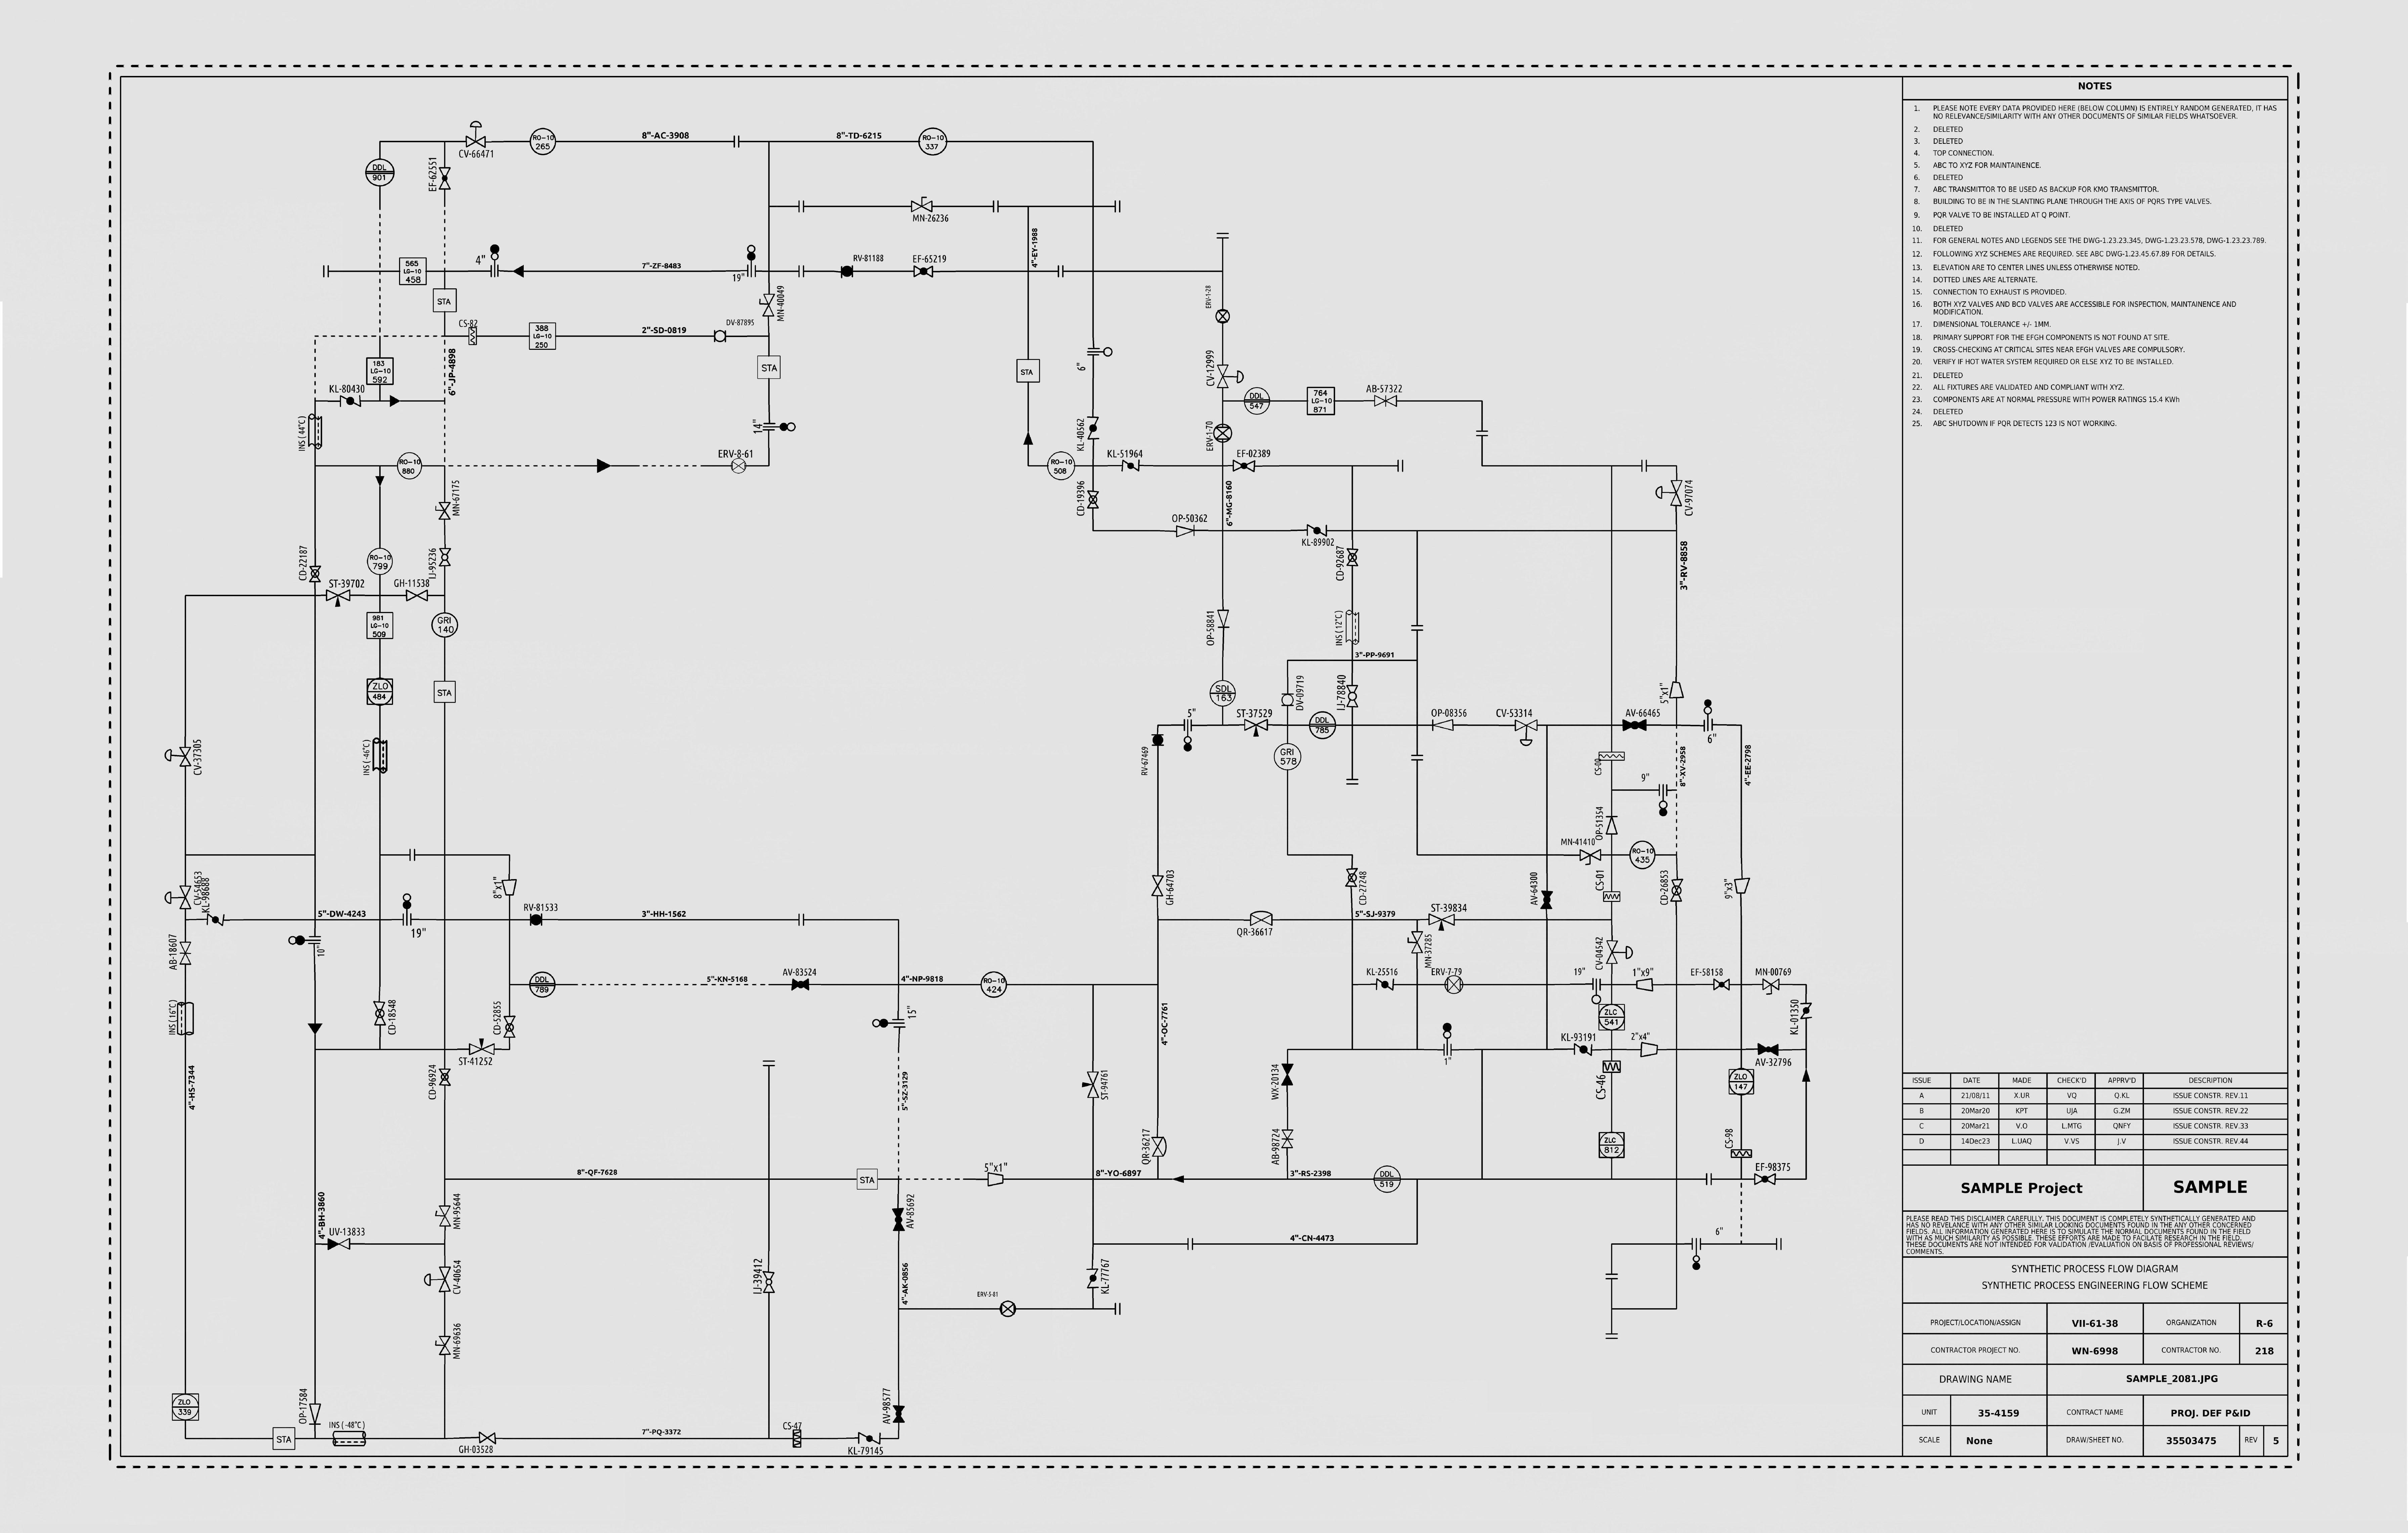 8"-AC-3908
8"-TD-6215
RO-10
265
RO-10
337
CV-66471
DDL
901
EF-62551
MN-26236
4"-EY-1988
565
LG-10
458
4"
7"-ZF-8483
19"
RV-81188
EF-65219
STA
MN-40049
ERV-1-28
CS-82
388
LG-10
250
2"-SD-0819
DV-87895
183
LG-10
592
6"-JP-4898
STA
STA
6"
CV-12999
KL-80430
DDL
547
764
LG-10
871
AB-57322
INS ( 44°C)
14"
KL-40562
ERV-1-70
RO-10
880
ERV-8-61
RO-10
508
KL-51964
EF-02389
MN-67175
CD-19396
6"-MG-8160
CV-97074
OP-50362
KL-89902
CD-22187
RO-10
799
IJ-95236
CD-92687
3"-RV-8858
ST-39702
GH-11538
981
LG-10
509
GRI
140
OP-58841
INS ( 12°C)
3"-PP-9691
ZLO
484
STA
SDL
163
DV-09719
IJ-78840
5"x1"
5"
ST-37529
DDL
785
OP-08356
CV-53314
AV-66465
6"
CV-37305
INS ( -46°C)
RV-67469
GRI
578
CS-00
8"-XV-2958
4"-EE-2798
9"
OP-51354
MN-41410
RO-10
435
CV-54653
KL-98688
8"x1"
GH-64703
CD-27248
AV-64300
CS-01
CD-26853
9"x3"
5"-DW-4243
19"
RV-81533
3"-HH-1562
QR-36617
5"-SJ-9379
ST-39834
AB-18607
10"
MN-37285
CV-04542
DDL
789
5"-KN-5168
AV-83524
4"-NP-9818
RO-10
424
KL-25516
ERV-7-79
19"
1"x9"
EF-58158
MN-00769
INS ( 16°C)
CD-18548
CD-52855
15"
4"-OC-7761
ZLC
541
KL-01350
ST-41252
1"
KL-93191
2"x4"
AV-32796
4"-HS-7344
CD-96924
5"-SZ-3129
ST-94761
WX-20134
CS-46
ZLO
147
QR-36217
AB-98724
ZLC
812
CS-98
8"-QF-7628
STA
5"x1"
8"-YO-6897
3"-RS-2398
DDL
519
EF-98375
4"-BH-3860
MN-95644
AV-85692
UV-13833
4"-CN-4473
6"
CV-40654
IJ-39412
4"-AK-0856
KL-77767
ERV-5-81
MN-69636
ZLO
339
OP-17584
AV-98577
STA
INS ( -48°C)
GH-03528
7"-PQ-3372
CS-47
KL-79145
NOTES
1. PLEASE NOTE EVERY DATA PROVIDED HERE (BELOW COLUMN) IS ENTIRELY RANDOM GENERATED, IT HAS
NO RELEVANCE/SIMILARITY WITH ANY OTHER DOCUMENTS OF SIMILAR FIELDS WHATSOEVER.
2. DELETED
3. DELETED
4. TOP CONNECTION.
5. ABC TO XYZ FOR MAINTAINENCE.
6. DELETED
7. ABC TRANSMITTOR TO BE USED AS BACKUP FOR KMO TRANSMITTOR.
8. BUILDING TO BE IN THE SLANTING PLANE THROUGH THE AXIS OF PQRS TYPE VALVES.
9. PQR VALVE TO BE INSTALLED AT Q POINT.
10. DELETED
11. FOR GENERAL NOTES AND LEGENDS SEE THE DWG-1.23.23.345, DWG-1.23.23.578, DWG-1.23.23.789.
12. FOLLOWING XYZ SCHEMES ARE REQUIRED. SEE ABC DWG-1.23.45.67.89 FOR DETAILS.
13. ELEVATION ARE TO CENTER LINES UNLESS OTHERWISE NOTED.
14. DOTTED LINES ARE ALTERNATE.
15. CONNECTION TO EXHAUST IS PROVIDED.
16. BOTH XYZ VALVES AND BCD VALVES ARE ACCESSIBLE FOR INSPECTION, MAINTAINENCE AND
MODIFICATION.
17. DIMENSIONAL TOLERANCE +/- 1MM.
18. PRIMARY SUPPORT FOR THE EFGH COMPONENTS IS NOT FOUND AT SITE.
19. CROSS-CHECKING AT CRITICAL SITES NEAR EFGH VALVES ARE COMPULSORY.
20. VERIFY IF HOT WATER SYSTEM REQUIRED OR ELSE XYZ TO BE INSTALLED.
21. DELETED
22. ALL FIXTURES ARE VALIDATED AND COMPLIANT WITH XYZ.
23. COMPONENTS ARE AT NORMAL PRESSURE WITH POWER RATINGS 15.4 KWh
24. DELETED
25. ABC SHUTDOWN IF PQR DETECTS 123 IS NOT WORKING.
ISSUE DATE MADE CHECK'D APPRV'D DESCRIPTION
A 21/08/11 X.UR VQ Q.KL ISSUE CONSTR. REV.11
B 20Mar20 KPT UJA G.ZM ISSUE CONSTR. REV.22
C 20Mar21 V.O L.MTG QNFY ISSUE CONSTR. REV.33
D 14Dec23 L.UAQ V.VS J.V ISSUE CONSTR. REV.44
SAMPLE Project SAMPLE
PLEASE READ THIS DISCLAIMER CAREFULLY. THIS DOCUMENT IS COMPLETELY SYNTHETICALLY GENERATED AND
HAS NO REVELANCE WITH ANY OTHER SIMILAR LOOKING DOCUMENTS FOUND IN THE ANY OTHER CONCERNED
FIELDS. ALL INFORMATION GENERATED HERE IS TO SIMULATE THE NORMAL DOCUMENTS FOUND IN THE FIELD
WITH AS MUCH SIMILARITY AS POSSIBLE. THESE EFFORTS ARE MADE TO FACILATE RESEARCH IN THE FIELD.
THESE DOCUMENTS ARE NOT INTENDED FOR VALIDATION /EVALUATION ON BASIS OF PROFESSIONAL REVIEWS/
COMMENTS.
SYNTHETIC PROCESS FLOW DIAGRAM
SYNTHETIC PROCESS ENGINEERING FLOW SCHEME
PROJECT/LOCATION/ASSIGN VII-61-38 ORGANIZATION R-6
CONTRACTOR PROJECT NO. WN-6998 CONTRACTOR NO. 218
DRAWING NAME SAMPLE_2081.JPG
UNIT 35-4159 CONTRACT NAME PROJ. DEF P&ID
SCALE None DRAW/SHEET NO. 35503475 REV 5